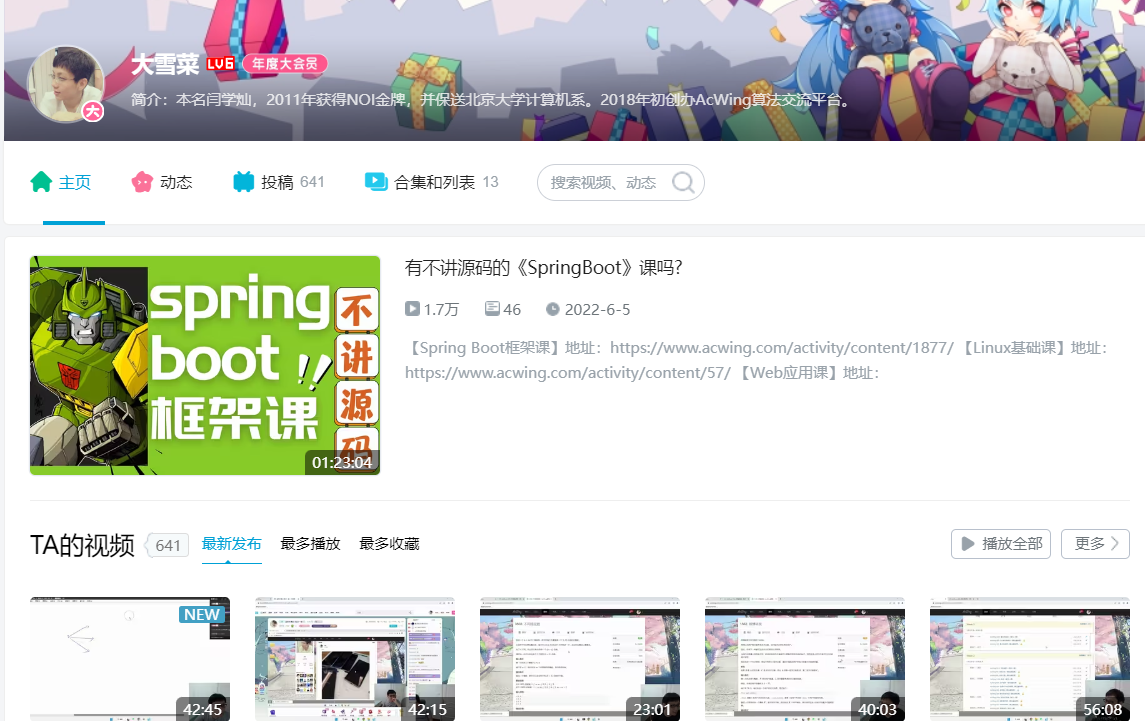 大雪菜 LV6 年度大会员
大
简介：本名闫学灿，2011年获得NOI金牌，并保送北京大学计算机系。2018年初创办AcWing算法交流平台。
主页 动态 投稿 641 合集和列表 13 搜索视频、动态
spring
boot !!
框架课
不
讲
源
码
01:23:04
有不讲源码的《SpringBoot》课吗?
1.7万 46 2022-6-5
【Spring Boot框架课】地址：https://www.acwing.com/activity/content/1877/ 【Linux基础课】地址：
https://www.acwing.com/activity/content/57/ 【Web应用课】地址：
TA的视频 641 最新发布 最多播放 最多收藏 播放全部 更多
NEW
42:45 42:15 23:01 40:03 56:08